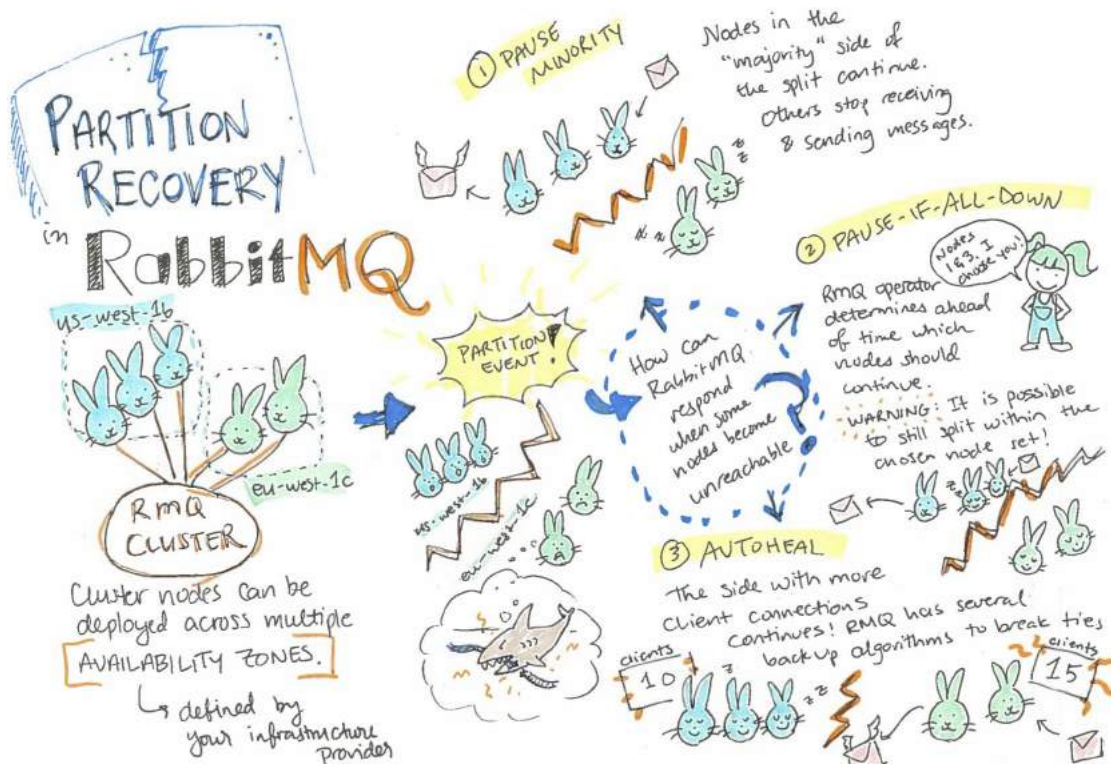 PARTITION
RECOVERY
in
RabbitMQ
us-west-1b
eu-west-1c
RMQ
CLUSTER
Cluster nodes can be
deployed across multiple
AVAILABILITY ZONES.
defined by
your infrastructure
provider
PARTITION
EVENT!
us-west-1b
eu-west-1c
How can
RabbitMQ
respond
when some
nodes become
unreachable?
① PAUSE
MINORITY
Nodes in the
"majority" side of
the split continue.
Others stop receiving
& sending messages.
z z
z z
② PAUSE-IF-ALL-DOWN
Nodes
1&3, I
choose you!
RMQ operator
determines ahead
of time which
nodes should
continue.
WARNING: It is possible
to still split within the
chosen node set!
z z
③ AUTOHEAL
The side with more
client connections
continues! RMQ has several
backup algorithms to break ties
clients
10
z
z z
clients
15